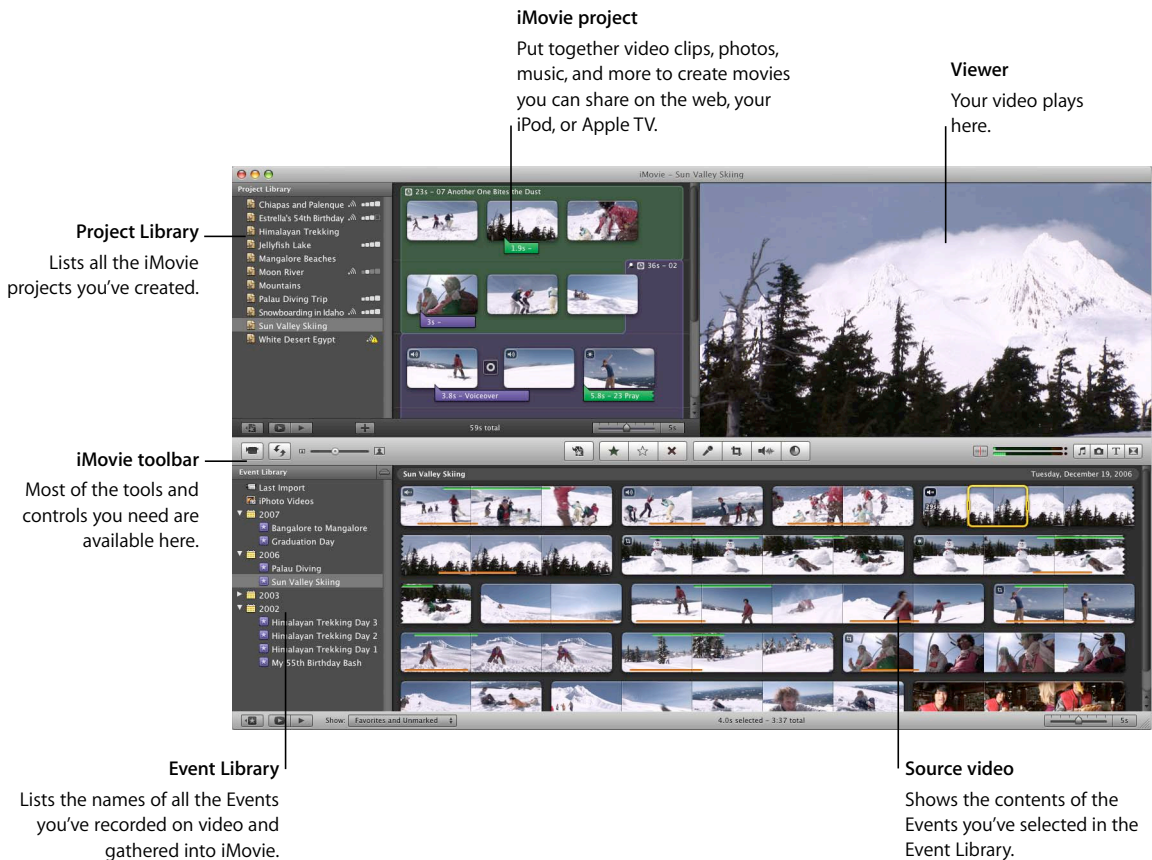 iMovie project
Put together video clips, photos,
music, and more to create movies
you can share on the web, your
iPod, or Apple TV.
Viewer
Your video plays
here.
Project Library
Lists all the iMovie
projects you've created.
iMovie toolbar
Most of the tools and
controls you need are
available here.
iMovie – Sun Valley Skiing
Project Library
Chiapas and Palenque
Estrella's 54th Birthday
Himalayan Trekking
Jellyfish Lake
Mangalore Beaches
Moon River
Mountains
Palau Diving Trip
Snowboarding in Idaho
Sun Valley Skiing
White Desert Egypt
23s – 07 Another One Bites the Dust
1.9s –
36s – 02
3s –
3.8s – Voiceover
5.8s – 23 Pray
59s total
5s
T
Event Library
Last Import
iPhoto Videos
2007
Bangalore to Mangalore
Graduation Day
2006
Palau Diving
Sun Valley Skiing
2003
2002
Himalayan Trekking Day 3
Himalayan Trekking Day 2
Himalayan Trekking Day 1
My 55th Birthday Bash
Sun Valley Skiing
Tuesday, December 19, 2006
Show: Favorites and Unmarked
4.0s selected – 3:37 total
5s
Event Library
Lists the names of all the Events
you've recorded on video and
gathered into iMovie.
Source video
Shows the contents of the
Events you've selected in the
Event Library.